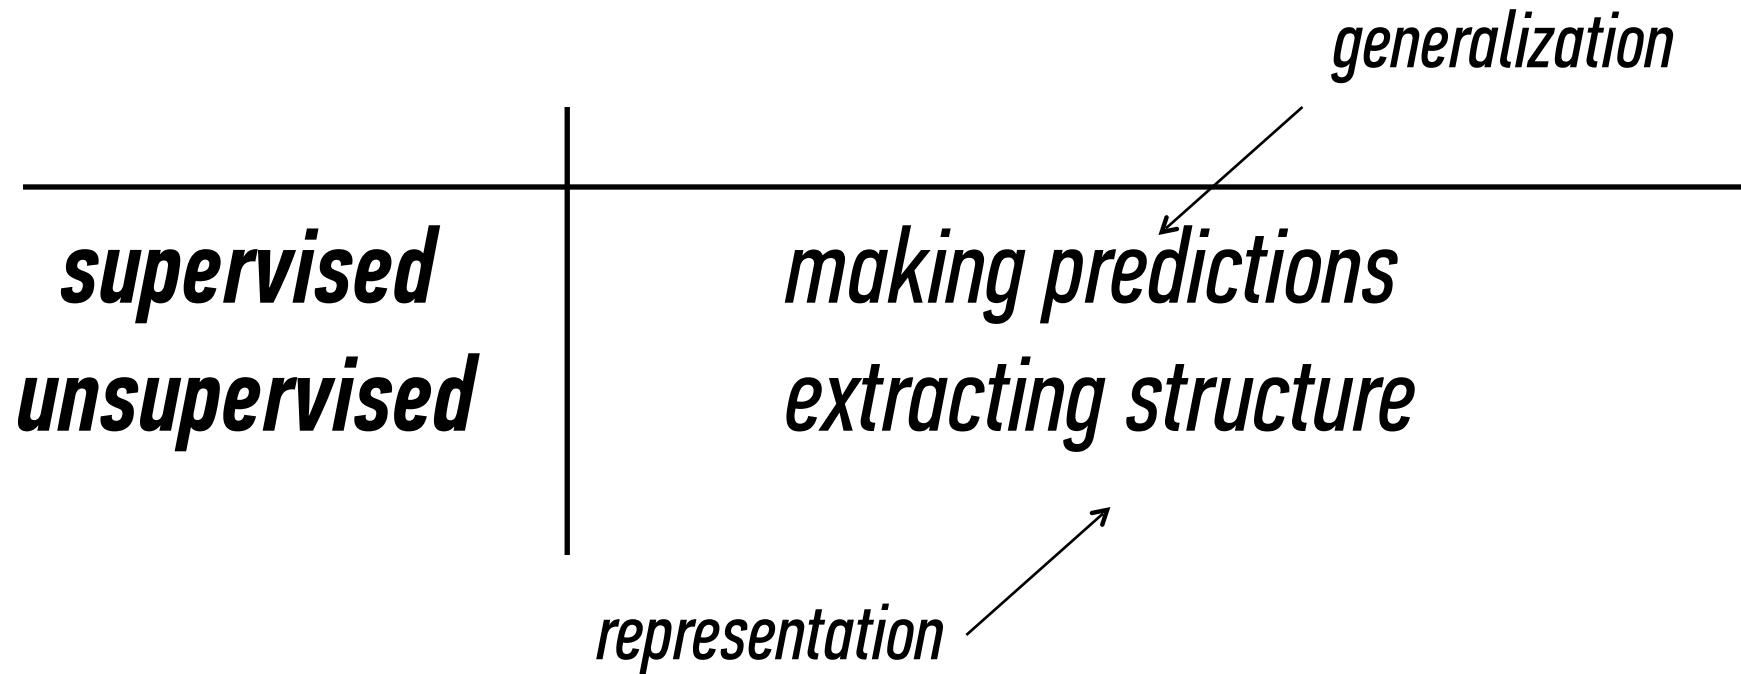 generalization
supervised making predictions
unsupervised extracting structure
representation